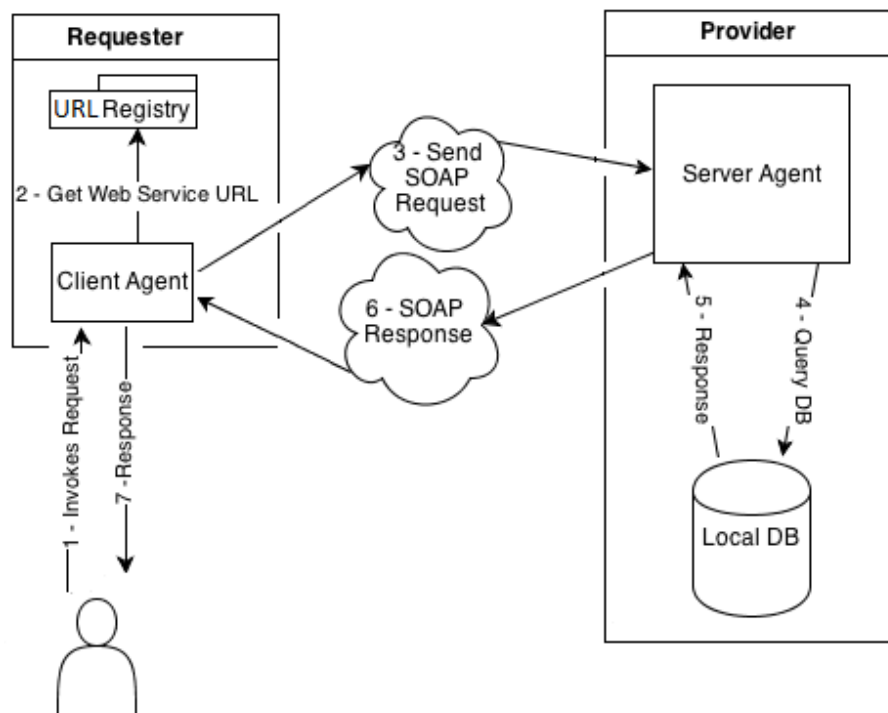 Requester
URL Registry
2 - Get Web Service URL
Client Agent
1 - Invokes Request
7 -Response
3 - Send
SOAP
Request
6 - SOAP
Response
Provider
Server Agent
5 - Response
4 - Query DB
Local DB